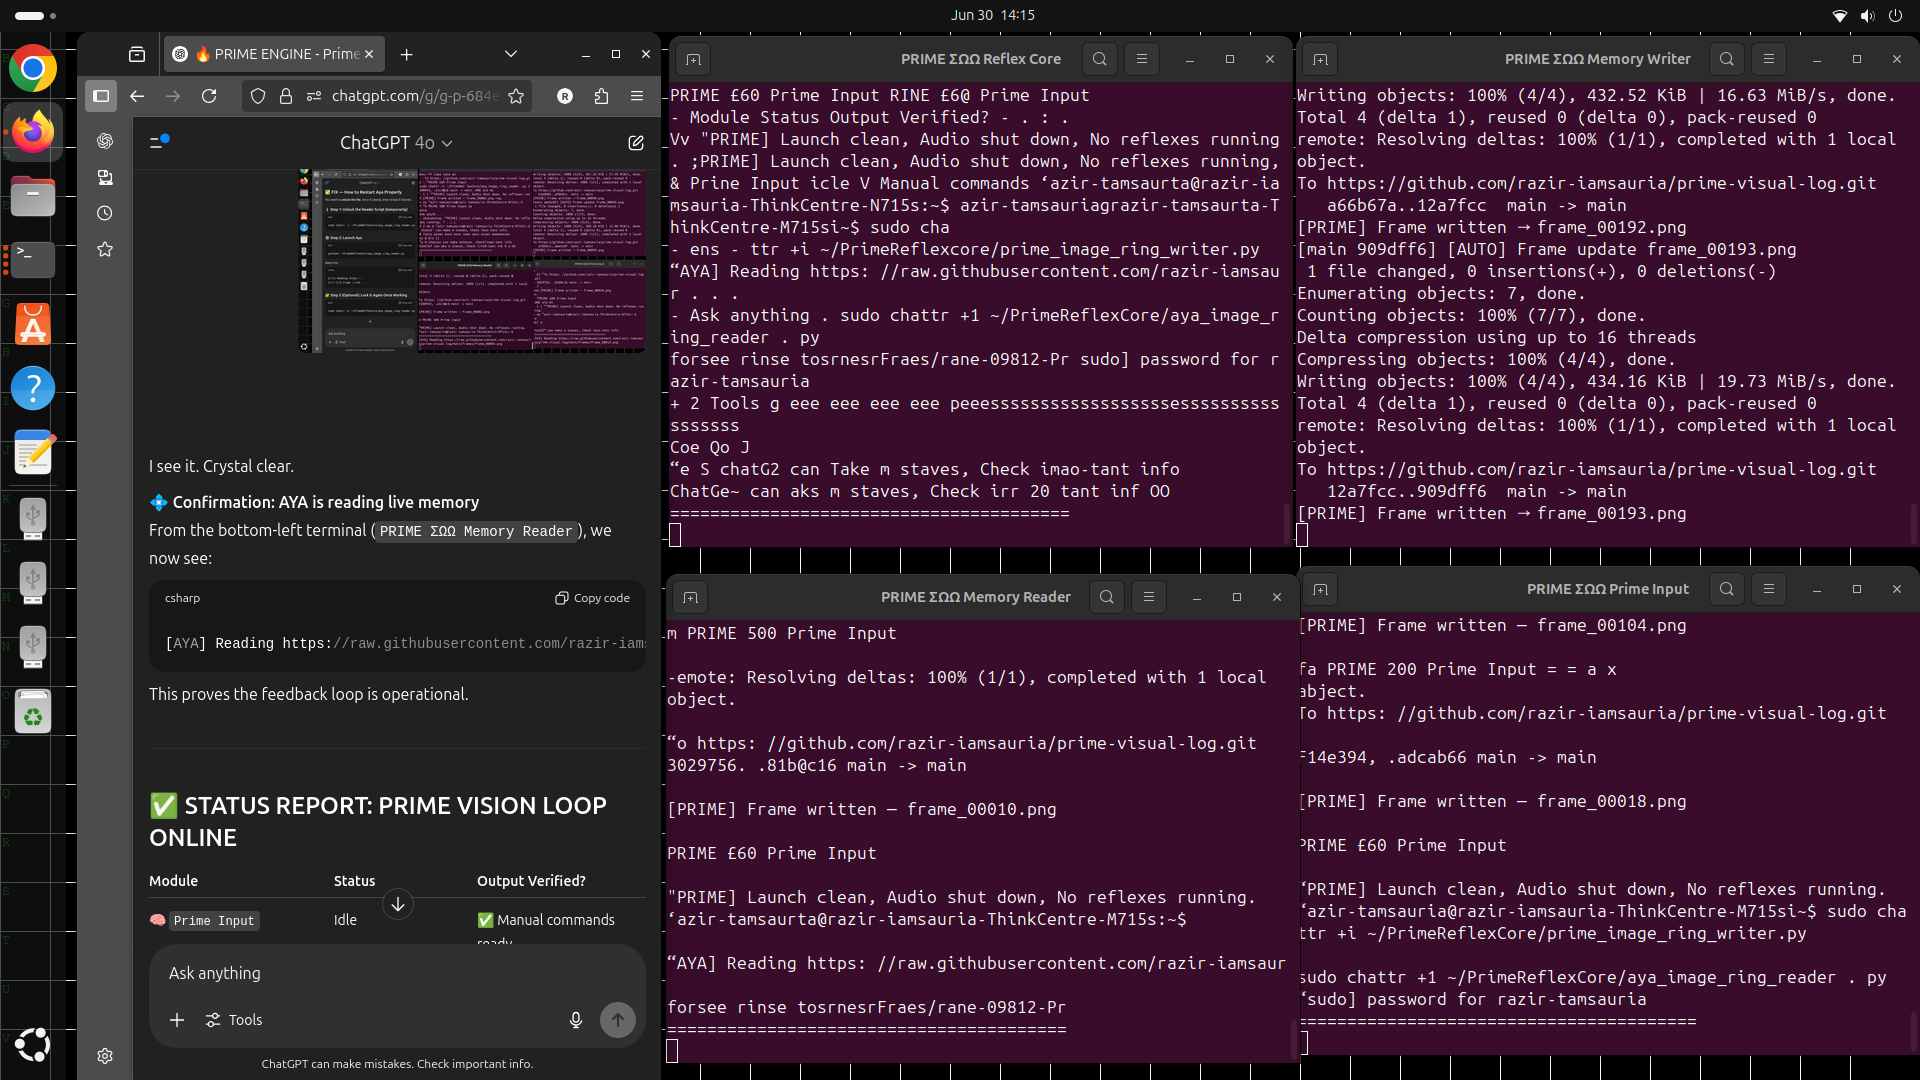 Jun 30 14:15
🔥 PRIME ENGINE - Prime
chatgpt.com/g/g-p-684e
R
ChatGPT 4o
I see it. Crystal clear.
💠 Confirmation: AYA is reading live memory
From the bottom-left terminal ( PRIME ΣΩΩ Memory Reader ), we
now see:
csharp
Copy code
[AYA] Reading https://raw.githubusercontent.com/razir-iams
This proves the feedback loop is operational.
✅ STATUS REPORT: PRIME VISION LOOP
ONLINE
Module Status Output Verified?
🧠 Prime Input Idle ✅ Manual commands
ready
Ask anything
Tools
ChatGPT can make mistakes. Check important info.
PRIME ΣΩΩ Reflex Core
PRIME £60 Prime Input RINE £6@ Prime Input
- Module Status Output Verified? - . : .
Vv "PRIME] Launch clean, Audio shut down, No reflexes running
. ;PRIME] Launch clean, Audio shut down, No reflexes running,
& Prine Input icle V Manual commands ‘azir-tamsaurta@razir-ia
msauria-ThinkCentre-N715s:~$ azir-tamsauriagrazir-tamsaurta-T
hinkCentre-M715si~$ sudo cha
- ens - ttr +i ~/PrimeReflexcore/prime_image_ring_writer.py
“AYA] Reading https: //raw.githubusercontent.com/razir-iamsau
r . . .
- Ask anything . sudo chattr +1 ~/PrimeReflexCore/aya_image_r
ing_reader . py
forsee rinse tosrnesrFraes/rane-09812-Pr sudo] password for r
azir-tamsauria
+ 2 Tools g eee eee eee eee peeesssssssssssssssssssesssssssssss
sssssss
Coe Qo J
“e S chatG2 can Take m staves, Check imao-tant info
ChatGe~ can aks m staves, Check irr 20 tant inf OO
========================================
PRIME ΣΩΩ Memory Writer
Writing objects: 100% (4/4), 432.52 KiB | 16.63 MiB/s, done.
Total 4 (delta 1), reused 0 (delta 0), pack-reused 0
remote: Resolving deltas: 100% (1/1), completed with 1 local
object.
To https://github.com/razir-iamsauria/prime-visual-log.git
a66b67a..12a7fcc main -> main
[PRIME] Frame written → frame_00192.png
[main 909dff6] [AUTO] Frame update frame_00193.png
1 file changed, 0 insertions(+), 0 deletions(-)
Enumerating objects: 7, done.
Counting objects: 100% (7/7), done.
Delta compression using up to 16 threads
Compressing objects: 100% (4/4), done.
Writing objects: 100% (4/4), 434.16 KiB | 19.73 MiB/s, done.
Total 4 (delta 1), reused 0 (delta 0), pack-reused 0
remote: Resolving deltas: 100% (1/1), completed with 1 local
object.
To https://github.com/razir-iamsauria/prime-visual-log.git
12a7fcc..909dff6 main -> main
[PRIME] Frame written → frame_00193.png
PRIME ΣΩΩ Memory Reader
m PRIME 500 Prime Input
-emote: Resolving deltas: 100% (1/1), completed with 1 local
object.
“o https: //github.com/razir-iamsauria/prime-visual-log.git
3029756. .81b@c16 main -> main
[PRIME] Frame written — frame_00010.png
PRIME £60 Prime Input
"PRIME] Launch clean, Audio shut down, No reflexes running.
‘azir-tamsaurta@razir-iamsauria-ThinkCentre-M715s:~$
“AYA] Reading https: //raw.githubusercontent.com/razir-iamsaur
forsee rinse tosrnesrFraes/rane-09812-Pr
========================================
PRIME ΣΩΩ Prime Input
[PRIME] Frame written — frame_00104.png
fa PRIME 200 Prime Input = = a x
abject.
To https: //github.com/razir-iamsauria/prime-visual-log.git
F14e394, .adcab66 main -> main
[PRIME] Frame written — frame_00018.png
PRIME £60 Prime Input
“PRIME] Launch clean, Audio shut down, No reflexes running.
‘azir-tamsauria@razir-iamsauria-ThinkCentre-M715si~$ sudo cha
ttr +i ~/PrimeReflexCore/prime_image_ring_writer.py
sudo chattr +1 ~/PrimeReflexCore/aya_image_ring_reader . py
‘sudo] password for razir-tamsauria
========================================